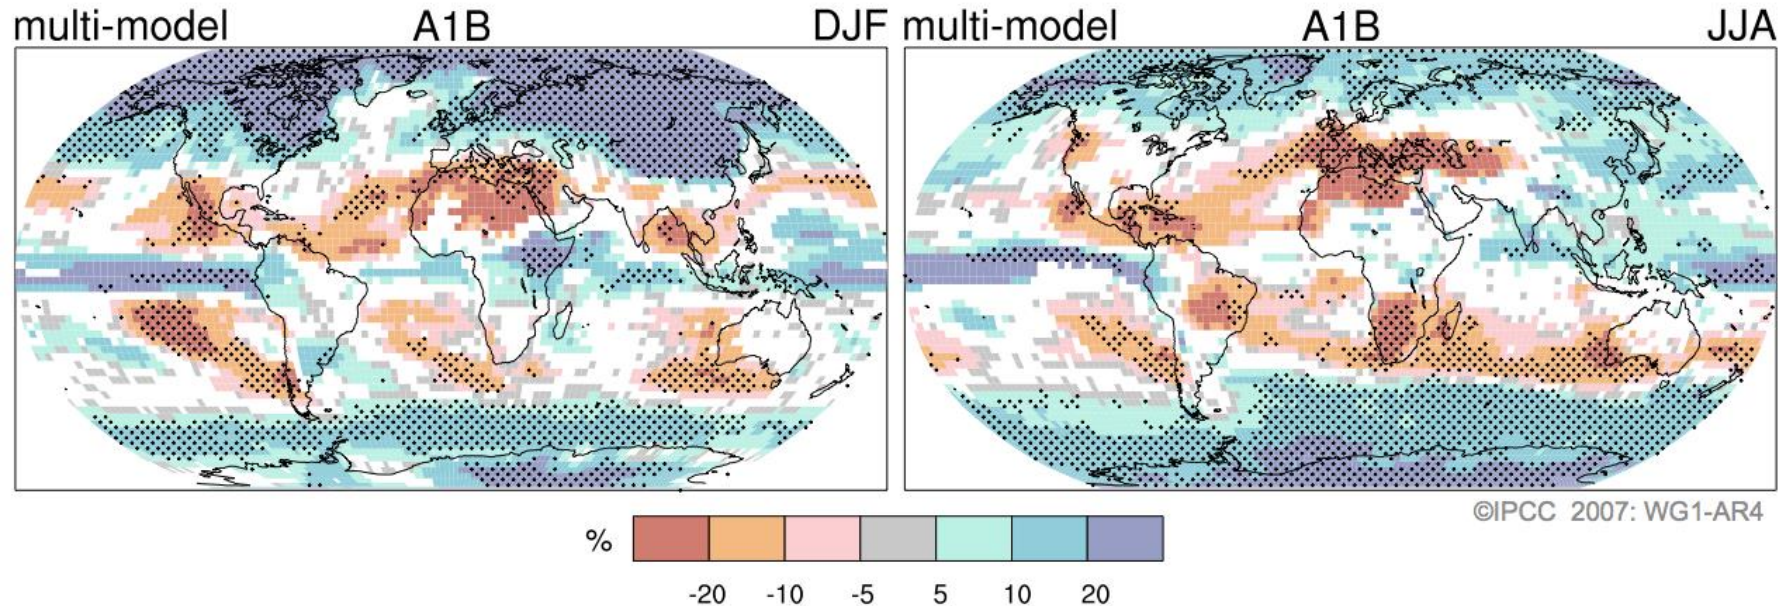 multi-model A1B DJF
multi-model A1B JJA
©IPCC 2007: WG1-AR4
%
-20 -10 -5 5 10 20